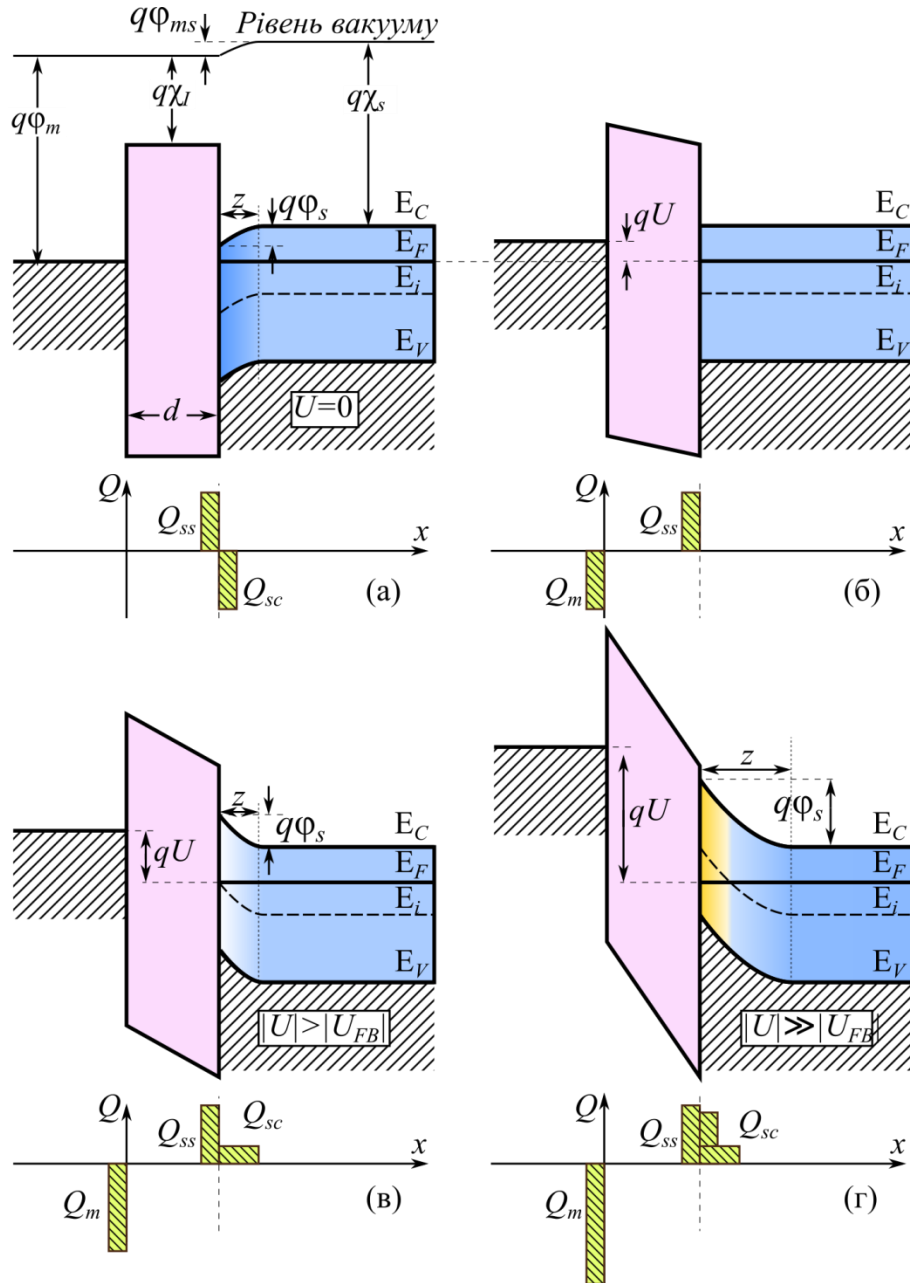 qφms
Рівень вакууму
qχI
qχs
qφm
z
qφs
EC
EF
Ei
EV
d
U=0
Q
Qss
x
Qsc
(а)
qU
EC
EF
Ei
EV
Q
Qss
x
Qm
(б)
z
qφs
qU
EC
EF
Ei
EV
|U|>|UFB|
Q
Qss
Qsc
x
Qm
(в)
z
qφs
qU
EC
EF
Ei
EV
|U|≫|UFB|
Q
Qss
Qsc
x
Qm
(г)